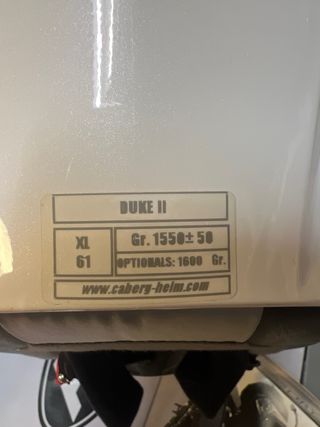 DUKE II
XL
61
Gr. 1550± 50
OPTIONALS: 1600 Gr.
www.caberg-helm.com